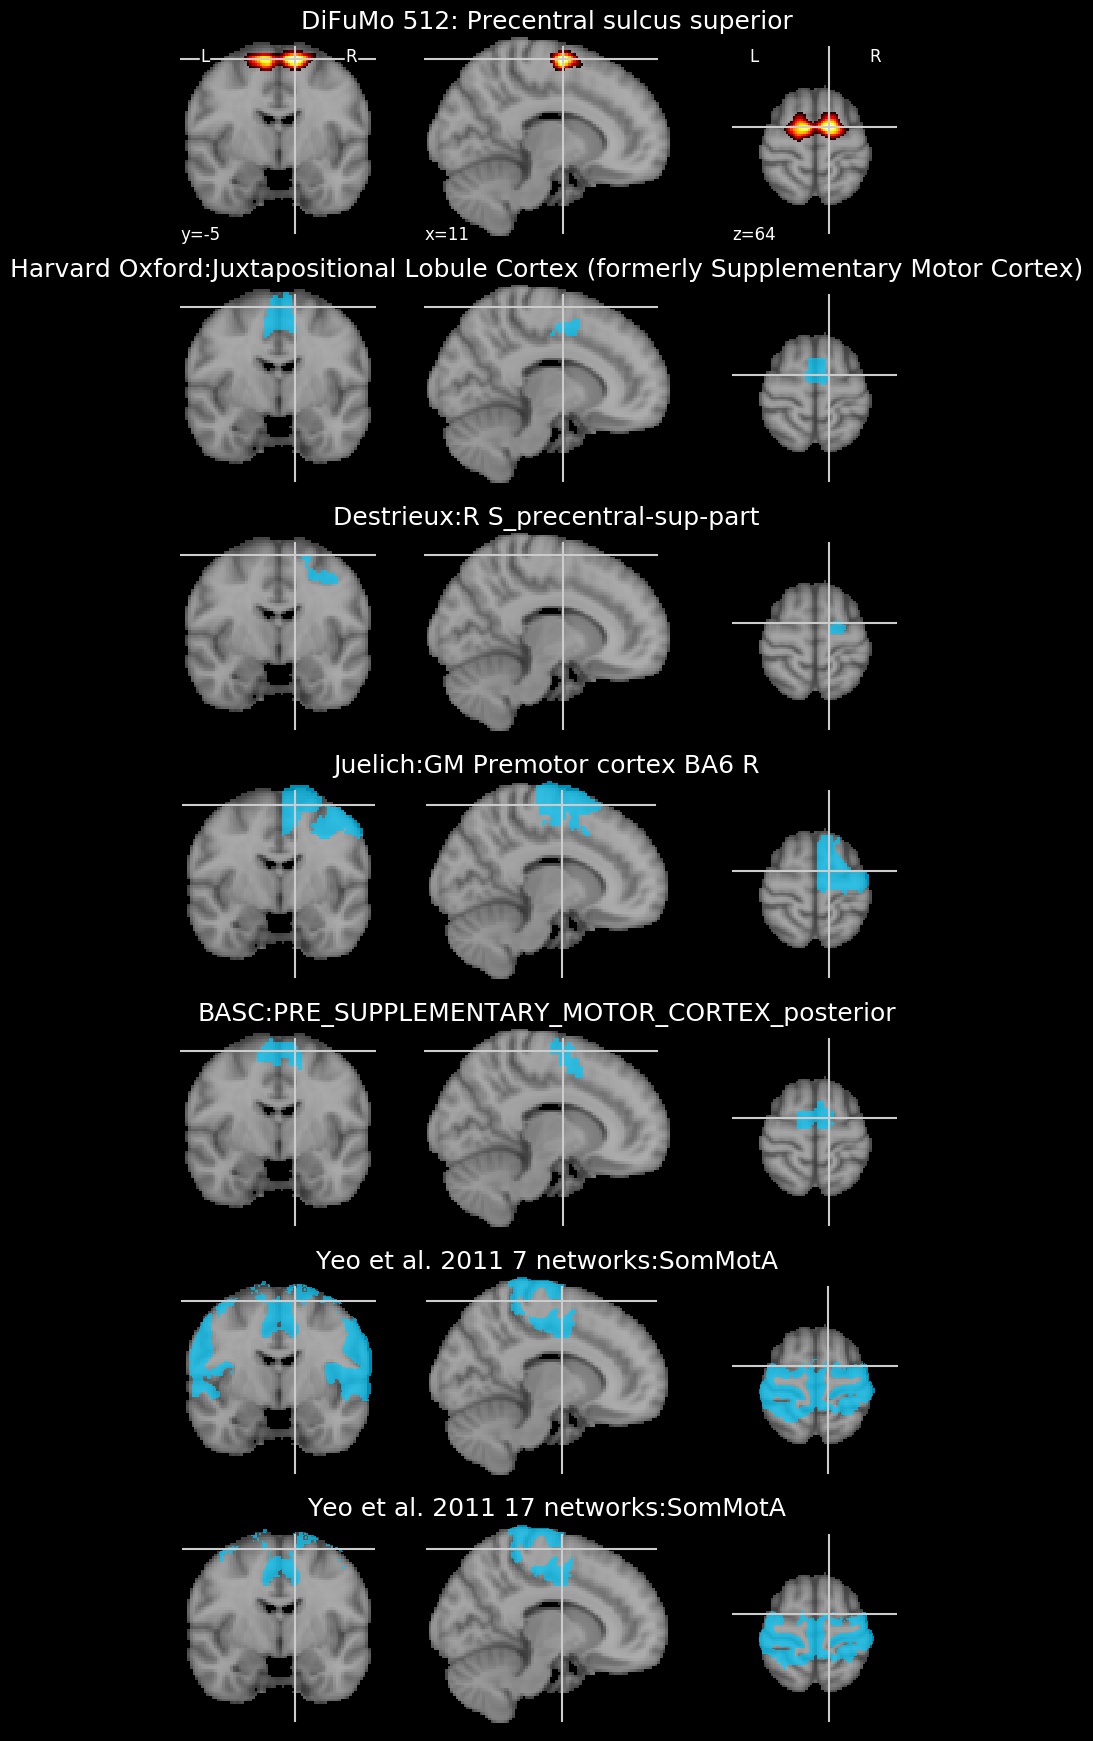 DiFuMo 512: Precentral sulcus superior
L R L R
y=-5 x=11 z=64
Harvard Oxford:Juxtapositional Lobule Cortex (formerly Supplementary Motor Cortex)
Destrieux:R S_precentral-sup-part
Juelich:GM Premotor cortex BA6 R
BASC:PRE_SUPPLEMENTARY_MOTOR_CORTEX_posterior
Yeo et al. 2011 7 networks:SomMotA
Yeo et al. 2011 17 networks:SomMotA